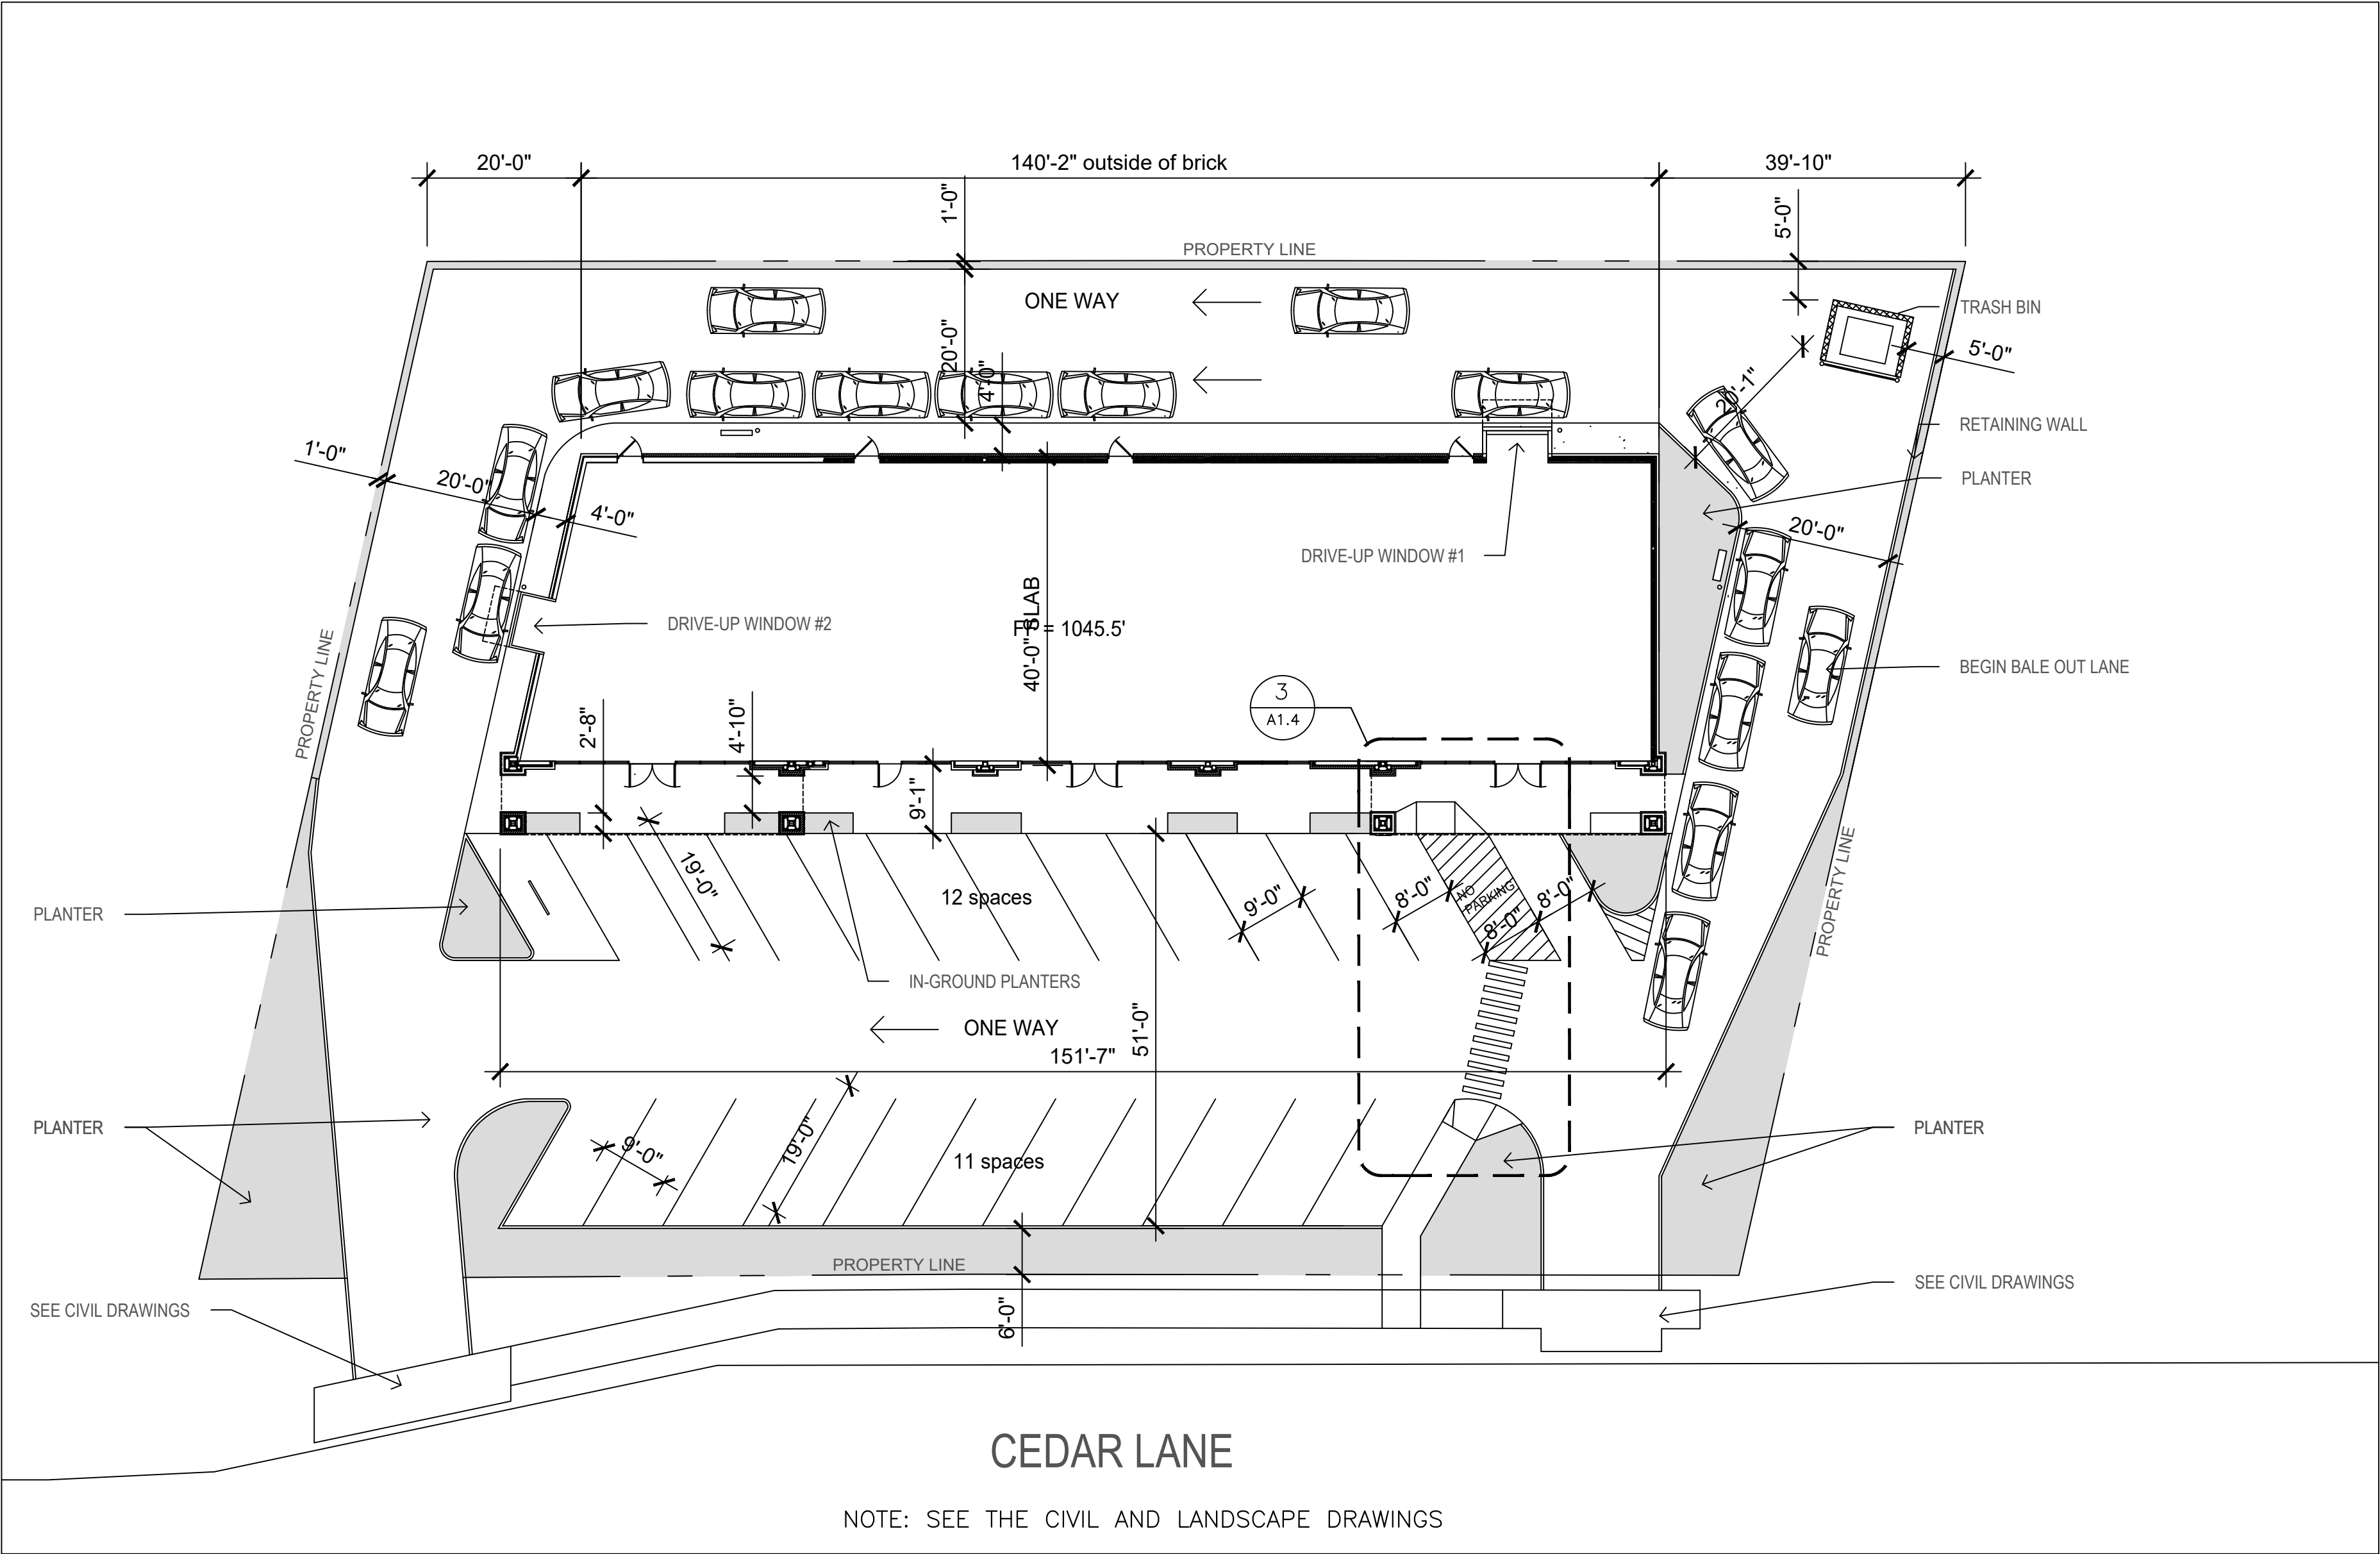 20'-0"
140'-2" outside of brick
39'-10"
1'-0"
5'-0"
PROPERTY LINE
ONE WAY
TRASH BIN
20'-0"
4'-0"
5'-0"
20'-1"
RETAINING WALL
1'-0"
20'-0"
4'-0"
PLANTER
20'-0"
DRIVE-UP WINDOW #1
40'-0" SLAB
DRIVE-UP WINDOW #2
FF = 1045.5'
PROPERTY LINE
BEGIN BALE OUT LANE
3
A1.4
2'-8"
4'-10"
9'-1"
19'-0"
12 spaces
9'-0"
8'-0"
NO
PARKING
8'-0"
8'-0"
PROPERTY LINE
PLANTER
IN-GROUND PLANTERS
ONE WAY
51'-0"
151'-7"
PLANTER
9'-0"
19'-0"
11 spaces
PLANTER
PROPERTY LINE
SEE CIVIL DRAWINGS
6'-0"
SEE CIVIL DRAWINGS
CEDAR LANE
NOTE: SEE THE CIVIL AND LANDSCAPE DRAWINGS